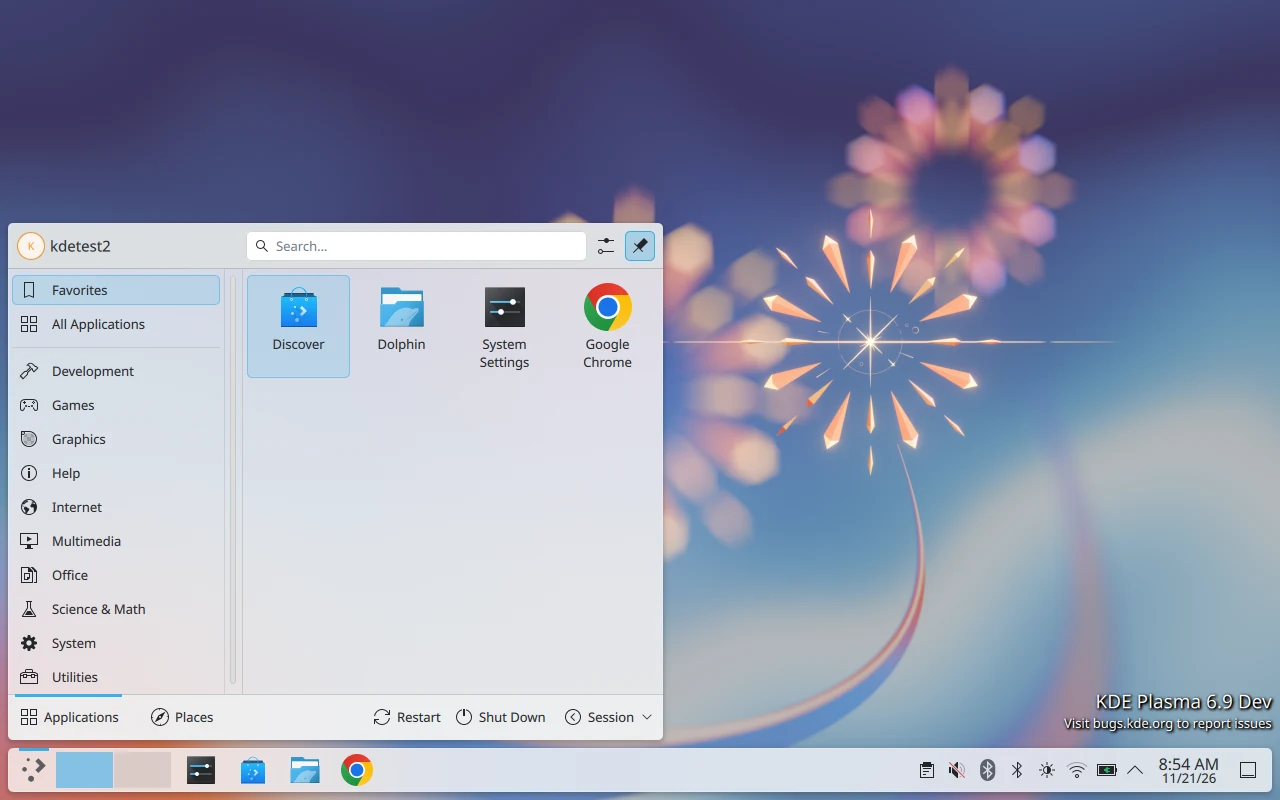 K
kdetest2
Search...
Favorites
All Applications
Development
Games
Graphics
Help
Internet
Multimedia
Office
Science & Math
System
Utilities
Discover
Dolphin
System
Settings
Google
Chrome
Applications
Places
Restart
Shut Down
Session
KDE Plasma 6.9 Dev
Visit bugs.kde.org to report issues
8:54 AM
11/21/26